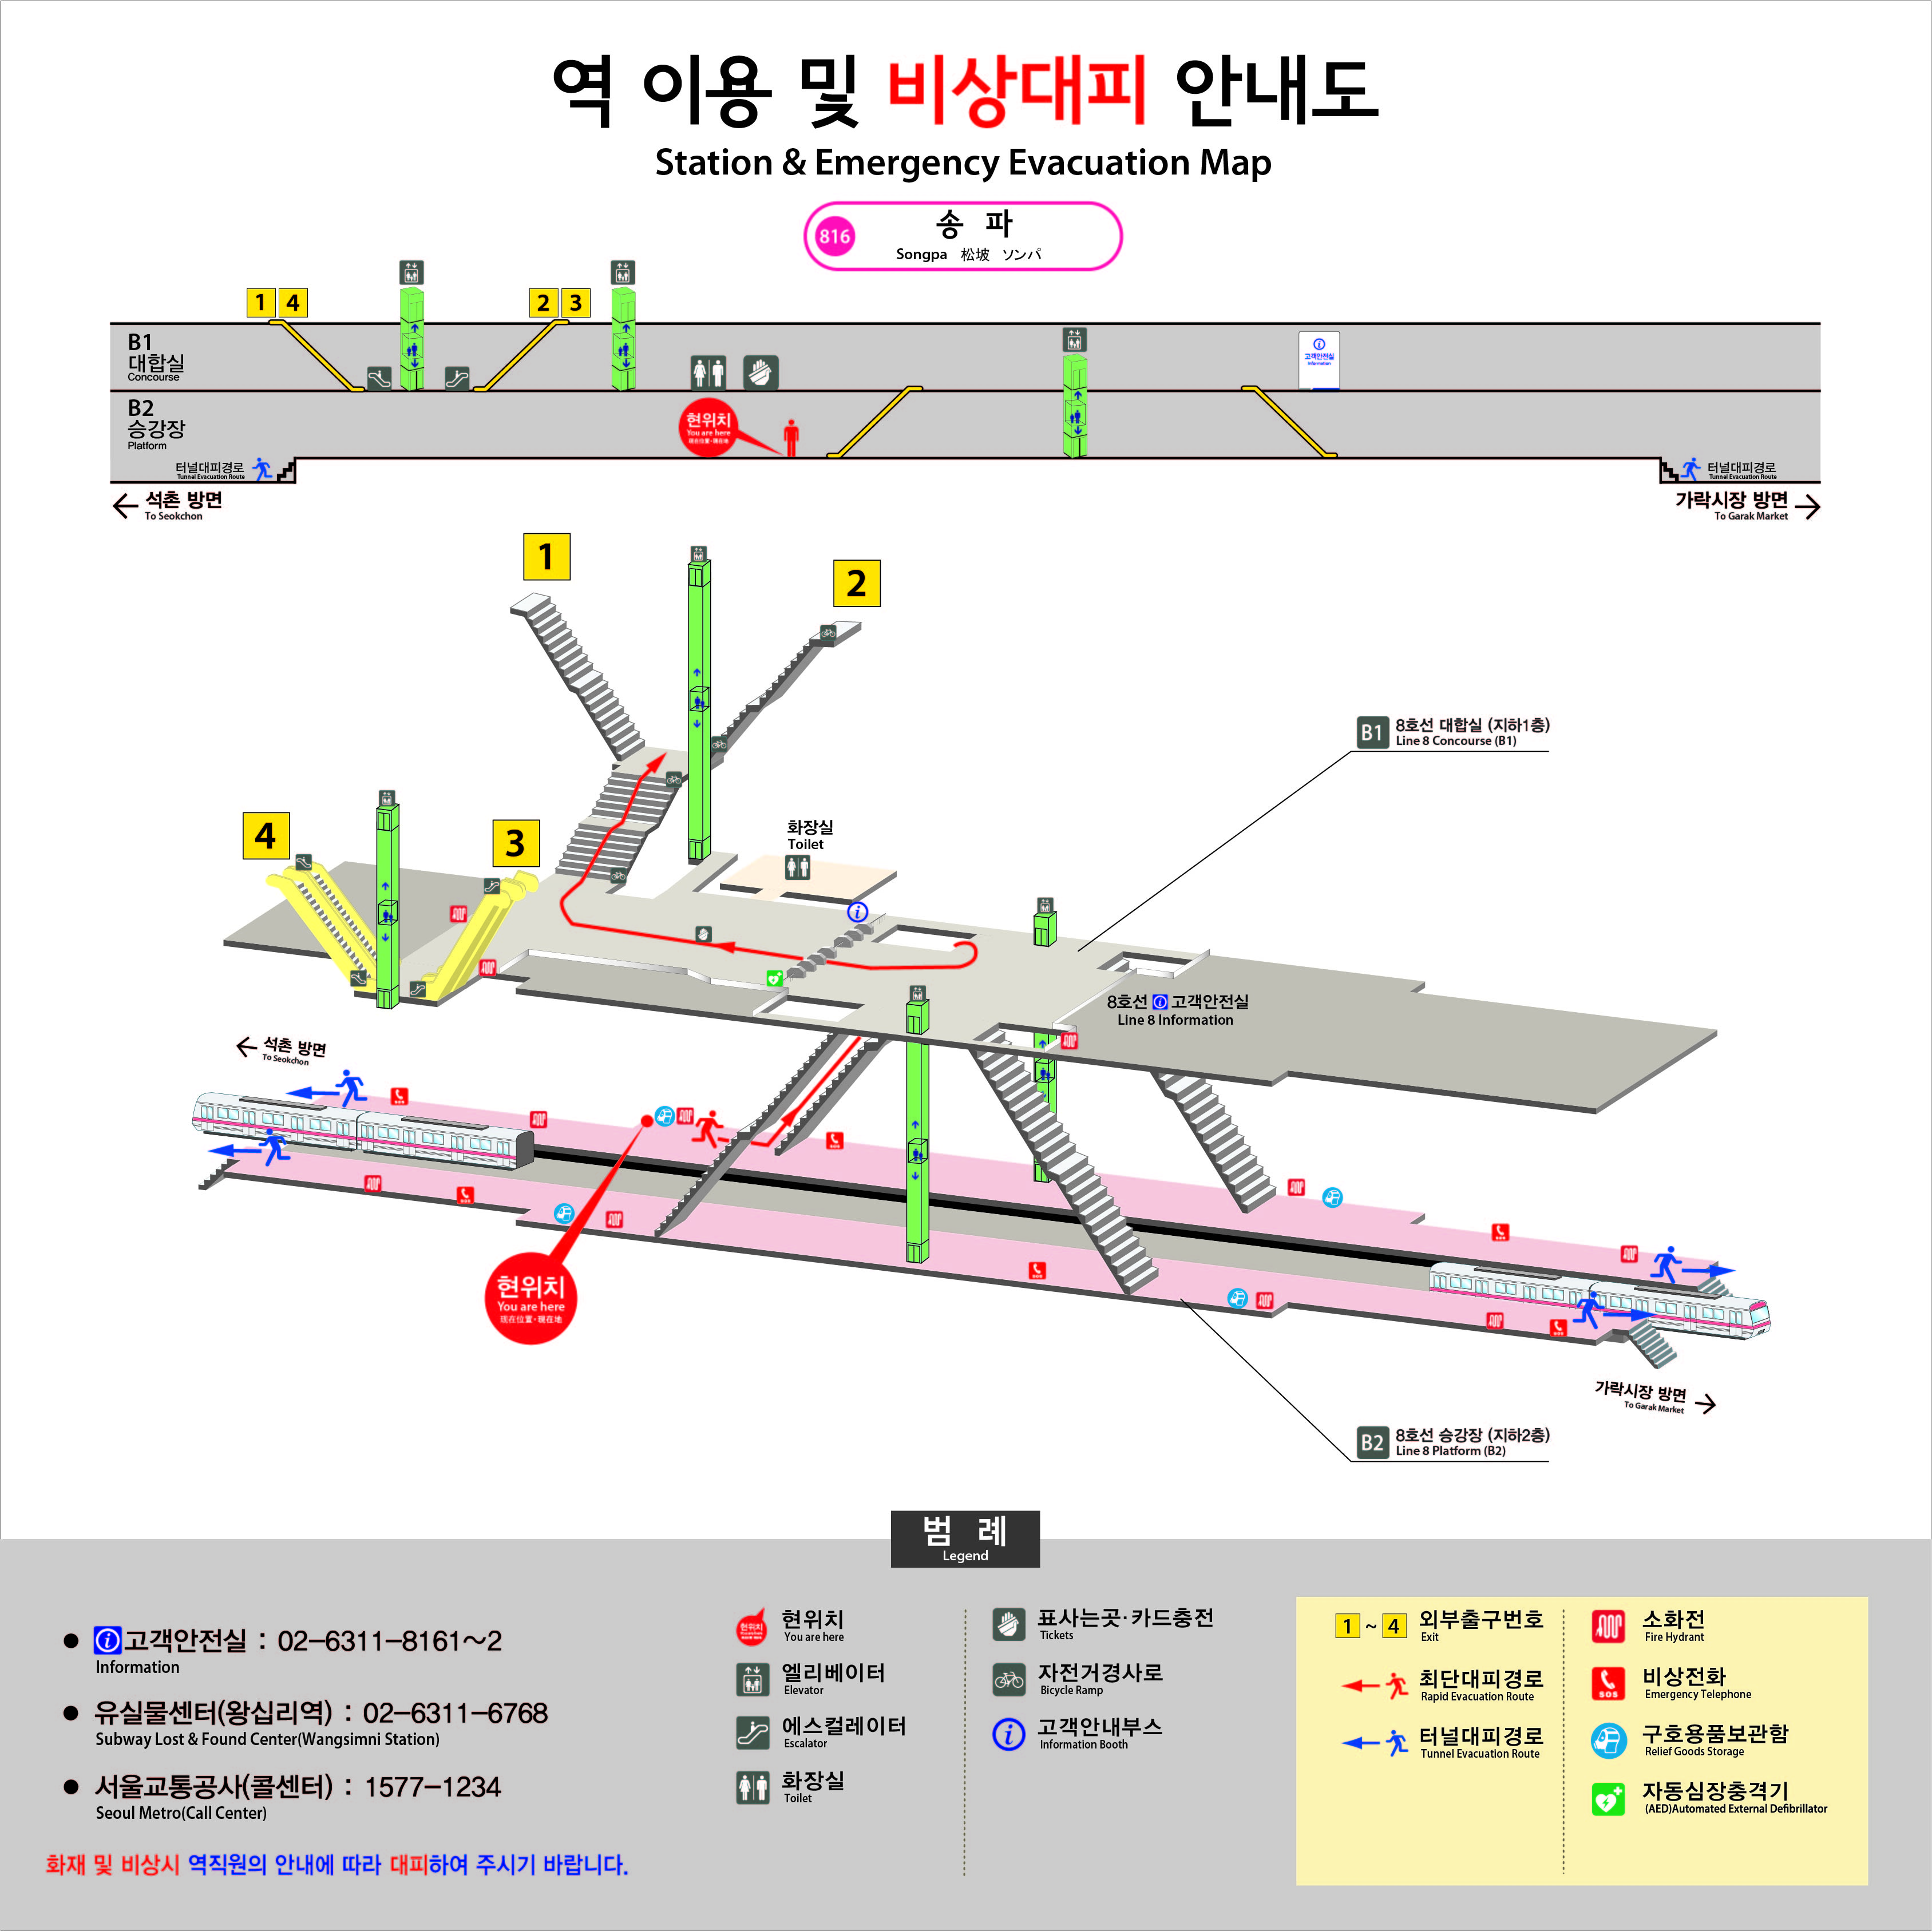 역 이용 및 비상대피 안내도
Station & Emergency Evacuation Map
816
송 파
Songpa 松坡 ソンパ
1 4
2 3
B1
대합실
Concourse
고객안전실
Information
B2
승강장
Platform
현위치
You are here
現在位置·現在地
터널대피경로
Tunnel Evacuation Route
터널대피경로
Tunnel Evacuation Route
석촌 방면
To Seokchon
가락시장 방면
To Garak Market
1
2
B1 8호선 대합실 (지하1층)
Line 8 Concourse (B1)
4
3
화장실
Toilet
8호선 고객안전실
Line 8 Information
석촌 방면
To Seokchon
현위치
You are here
現在位置·現在地
가락시장 방면
To Garak Market
B2 8호선 승강장 (지하2층)
Line 8 Platform (B2)
범 례
Legend
고객안전실 : 02-6311-8161~2
Information
유실물센터(왕십리역) : 02-6311-6768
Subway Lost & Found Center(Wangsimni Station)
서울교통공사(콜센터) : 1577-1234
Seoul Metro(Call Center)
화재 및 비상시 역직원의 안내에 따라 대피하여 주시기 바랍니다.
현위치
You are here
엘리베이터
Elevator
에스컬레이터
Escalator
화장실
Toilet
표사는곳·카드충전
Tickets
자전거경사로
Bicycle Ramp
고객안내부스
Information Booth
1 ~ 4 외부출구번호
Exit
최단대피경로
Rapid Evacuation Route
터널대피경로
Tunnel Evacuation Route
소화전
Fire Hydrant
SOS
비상전화
Emergency Telephone
구호용품보관함
Relief Goods Storage
자동심장충격기
(AED)Automated External Defibrillator